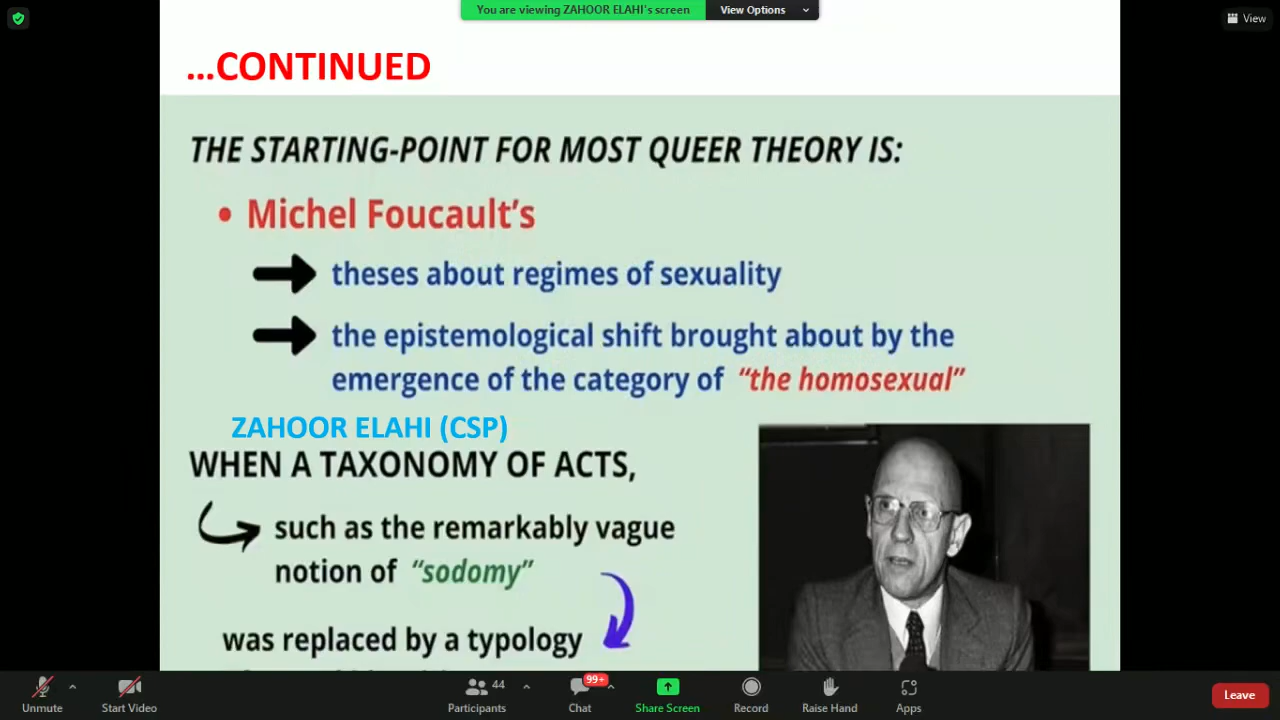 You are viewing ZAHOOR ELAHI's screen
View Options
View
...CONTINUED
THE STARTING-POINT FOR MOST QUEER THEORY IS:
• Michel Foucault's
theses about regimes of sexuality
the epistemological shift brought about by the
emergence of the category of “the homosexual”
ZAHOOR ELAHI (CSP)
WHEN A TAXONOMY OF ACTS,
such as the remarkably vague
notion of “sodomy”
was replaced by a typology
Unmute
Start Video
Participants
44
Chat
99+
Share Screen
Record
Raise Hand
Apps
Leave